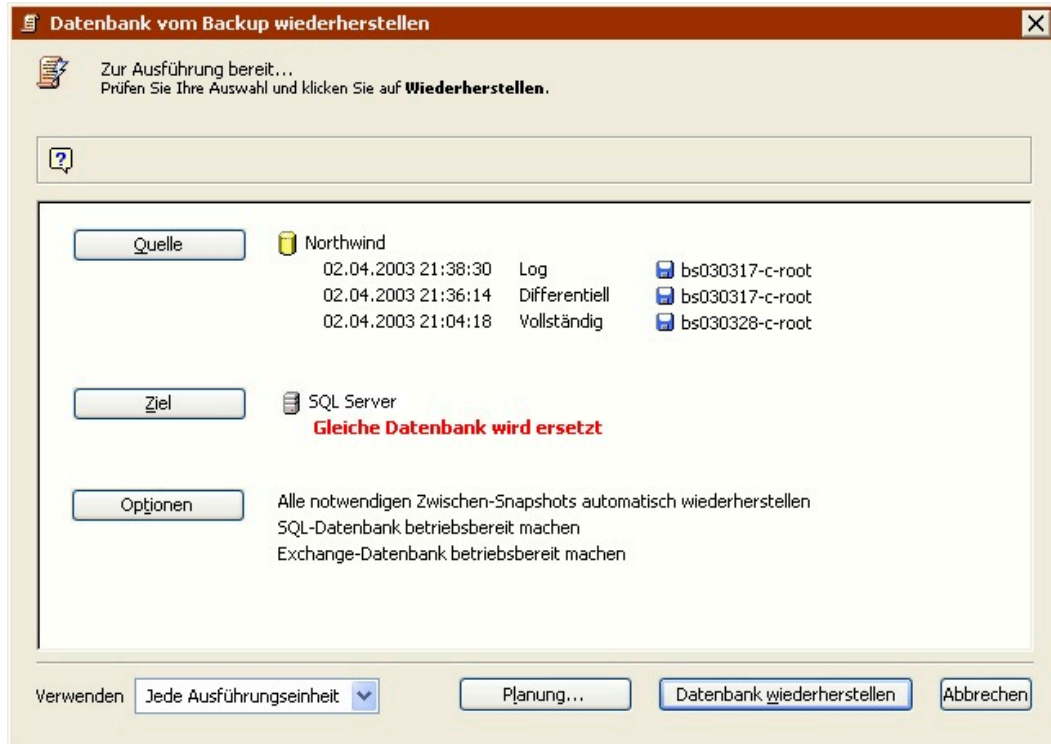 Datenbank vom Backup wiederherstellen
Zur Ausführung bereit...
Prüfen Sie Ihre Auswahl und klicken Sie auf Wiederherstellen.
Quelle
Northwind
02.04.2003 21:38:30 Log bs030317-c-root
02.04.2003 21:36:14 Differentiell bs030317-c-root
02.04.2003 21:04:18 Vollständig bs030328-c-root
Ziel
SQL Server
Gleiche Datenbank wird ersetzt
Optionen
Alle notwendigen Zwischen-Snapshots automatisch wiederherstellen
SQL-Datenbank betriebsbereit machen
Exchange-Datenbank betriebsbereit machen
Verwenden Jede Ausführungseinheit Planung... Datenbank wiederherstellen Abbrechen